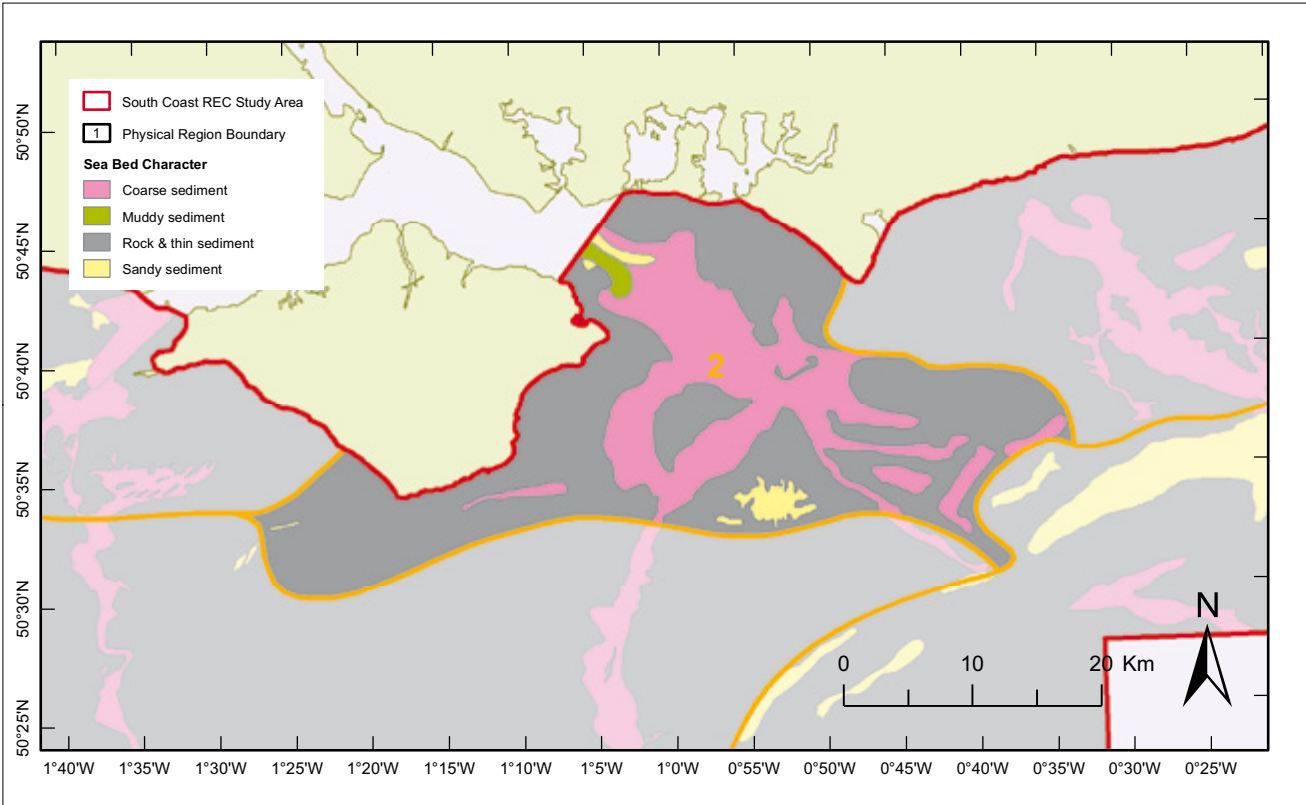 South Coast REC Study Area
1 Physical Region Boundary
Sea Bed Character
Coarse sediment
Muddy sediment
Rock & thin sediment
Sandy sediment
50°50'N
50°45'N
50°40'N
50°35'N
50°30'N
50°25'N
2
N
0 10 20 Km
1°40'W 1°35'W 1°30'W 1°25'W 1°20'W 1°15'W 1°10'W 1°5'W 1°0'W 0°55'W 0°50'W 0°45'W 0°40'W 0°35'W 0°30'W 0°25'W